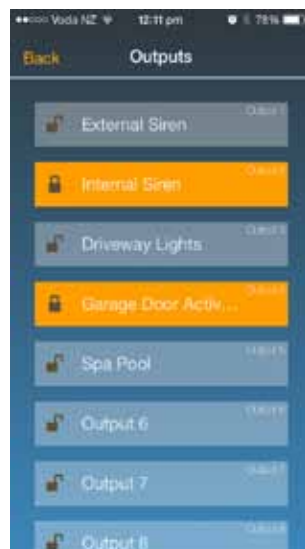 Voda NZ 12:11 pm 78%
Back Outputs
Output 1
External Siren
Output 2
Internal Siren
Output 3
Driveway Lights
Output 4
Garage Door Activ...
Output 5
Spa Pool
Output 6
Output 6
Output 7
Output 7
Output 8
Output 8